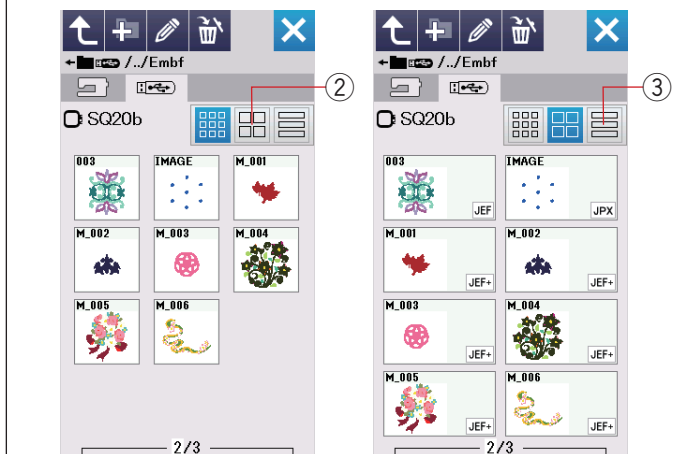 /../Embf
SQ20b
②
003 IMAGE M_001
M_002 M_003 M_004
M_005 M_006
2/3
/../Embf
SQ20b
③
003 IMAGE
JEF JPX
M_001 M_002
JEF+ JEF+
M_003 M_004
JEF+ JEF+
M_005 M_006
JEF+ JEF+
2/3